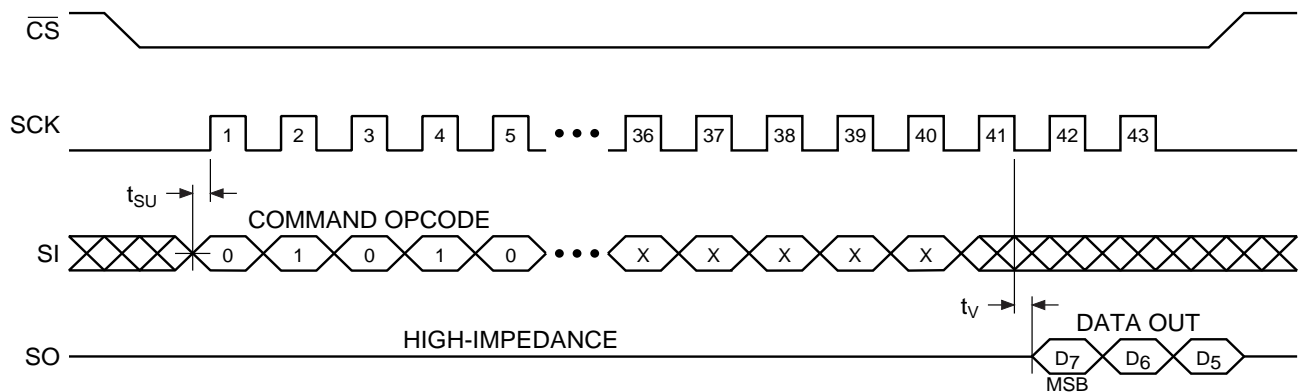 CS
SCK 1 2 3 4 5 ••• 36 37 38 39 40 41 42 43
tSU
COMMAND OPCODE
SI 0 1 0 1 0 ••• X X X X X
tV
DATA OUT
HIGH-IMPEDANCE
SO D7 D6 D5
MSB